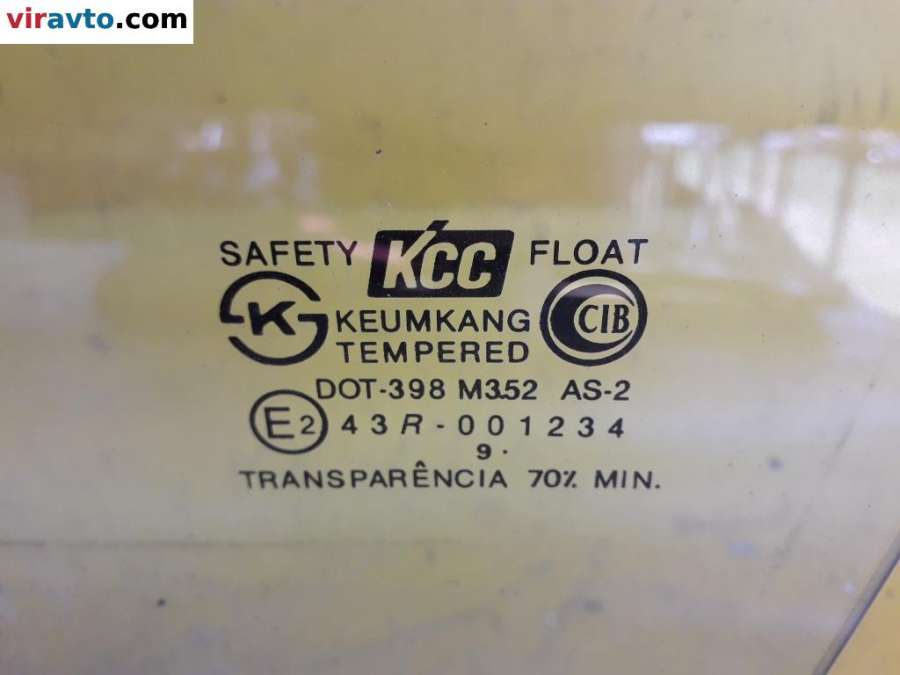 viravto.com
SAFETY KCC FLOAT
K KEUMKANG CIB
TEMPERED
DOT-398 M352 AS-2
E2 43R-001234
9.
TRANSPARÊNCIA 70% MIN.